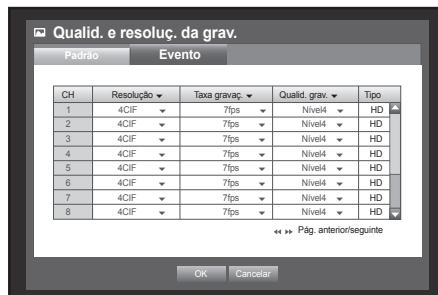 Qualid. e resoluç. da grav.
Padrão Evento
CH Resolução Taxa gravaç. Qualid. grav. Tipo
1 4CIF 7fps Nível4 HD
2 4CIF 7fps Nível4 HD
3 4CIF 7fps Nível4 HD
4 4CIF 7fps Nível4 HD
5 4CIF 7fps Nível4 HD
6 4CIF 7fps Nível4 HD
7 4CIF 7fps Nível4 HD
8 4CIF 7fps Nível4 HD
Pág. anterior/seguinte
OK Cancelar